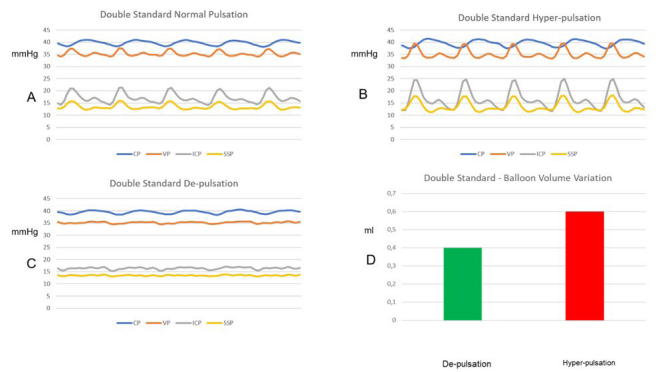 A
Double Standard Normal Pulsation
mmHg
45
40
35
30
25
20
15
10
5
0
CP VP ICP SSP
B
Double Standard Hyper-pulsation
mmHg
45
40
35
30
25
20
15
10
5
0
CP VP ICP SSP
C
Double Standard De-pulsation
mmHg
45
40
35
30
25
20
15
10
5
0
CP VP ICP SSP
D
Double Standard - Balloon Volume Variation
ml
0,7
0,6
0,5
0,4
0,3
0,2
0,1
0
De-pulsation Hyper-pulsation